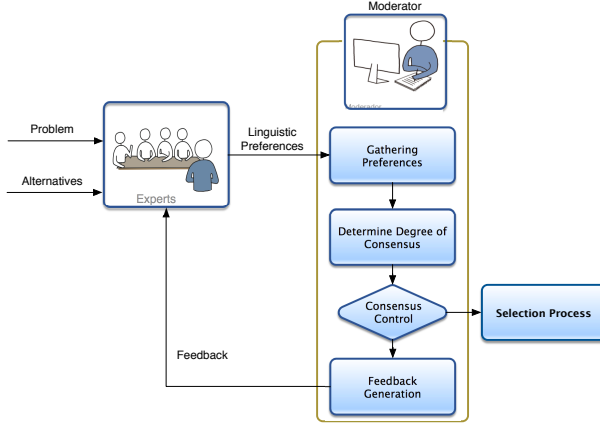 Moderator
Moderador
Problem
Alternatives
Experts
Linguistic
Preferences
Gathering
Preferences
Determine Degree of
Consensus
Consensus
Control
Selection Process
Feedback
Feedback
Generation